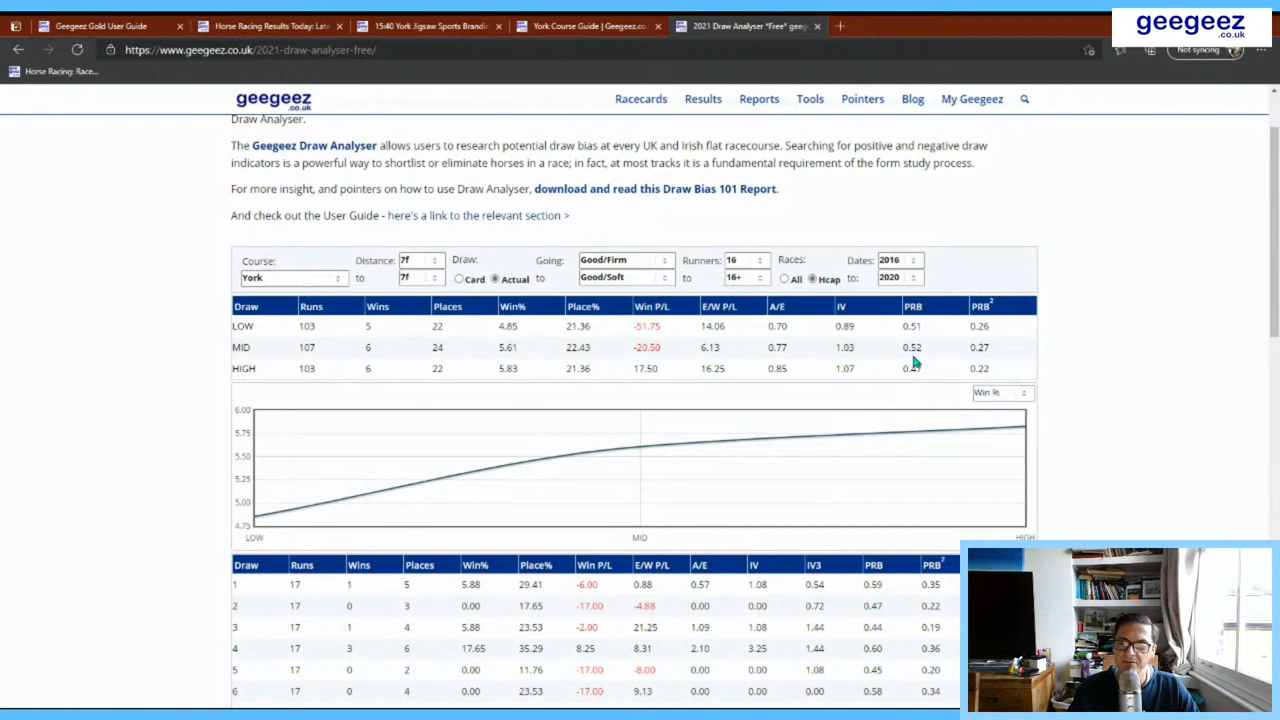 Geegeez Gold User Guide
Horse Racing Results Today: Late
15:40 York Jigsaw Sports Brandin
York Course Guide | Geegeez.co.
2021 Draw Analyser *Free* geeg
geegeez
.co.uk
https://www.geegeez.co.uk/2021-draw-analyser-free/
Not syncing
Horse Racing: Race...
geegeez
.co.uk
Racecards Results Reports Tools Pointers Blog My Geegeez
Draw Analyser.
The Geegeez Draw Analyser allows users to research potential draw bias at every UK and Irish flat racecourse. Searching for positive and negative draw
indicators is a powerful way to shortlist or eliminate horses in a race; in fact, at most tracks it is a fundamental requirement of the form study process.
For more insight, and pointers on how to use Draw Analyser, download and read this Draw Bias 101 Report.
And check out the User Guide - here's a link to the relevant section >
Course: Distance: 7f Draw: Going: Good/Firm Runners: 16 Races: Dates: 2016
York to 7f Card Actual to Good/Soft to 16+ All Hcap to: 2020
Draw Runs Wins Places Win% Place% Win P/L E/W P/L A/E IV PRB PRB2
LOW 103 5 22 4.85 21.36 -51.75 14.06 0.70 0.89 0.51 0.26
MID 107 6 24 5.61 22.43 -20.50 6.13 0.77 1.03 0.52 0.27
HIGH 103 6 22 5.83 21.36 17.50 16.25 0.85 1.07 0.22
Win %
6.00
5.75
5.50
5.25
5.00
4.75
LOW MID HIGH
Draw Runs Wins Places Win% Place% Win P/L E/W P/L A/E IV IV3 PRB PRB2
1 17 1 5 5.88 29.41 -6.00 0.88 0.57 1.08 0.54 0.59 0.35
2 17 0 3 0.00 17.65 -17.00 -4.88 0.00 0.00 0.72 0.47 0.22
3 17 1 4 5.88 23.53 -2.00 21.25 1.09 1.08 1.44 0.44 0.19
4 17 3 6 17.65 35.29 8.25 8.31 2.10 3.25 1.44 0.60 0.36
5 17 0 2 0.00 11.76 -17.00 -8.00 0.00 0.00 1.08 0.45 0.20
6 17 0 4 0.00 23.53 -17.00 9.13 0.00 0.00 0.00 0.58 0.34